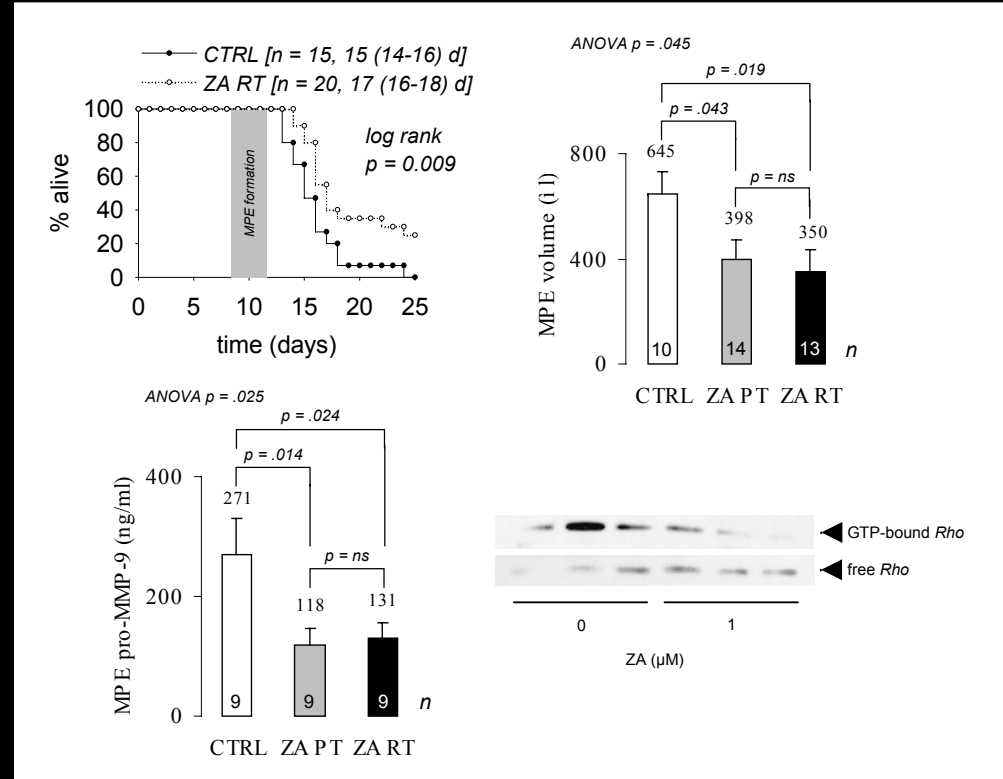 CTRL [n = 15, 15 (14-16) d]
ZA RT [n = 20, 17 (16-18) d]
100
80
60
40
20
0
% alive
MPE formation
log rank
p = 0.009
0 5 10 15 20 25
time (days)
ANOVA p = .045
p = .019
p = .043
p = ns
800
400
0
MPE volume (ì l)
645
398
350
10 14 13 n
CTRL ZA PT ZA RT
ANOVA p = .025
p = .024
p = .014
p = ns
400
200
0
MPE pro-MMP-9 (ng/ml)
271
118
131
9 9 9 n
CTRL ZA PT ZA RT
GTP-bound Rho
free Rho
0 1
ZA (µM)